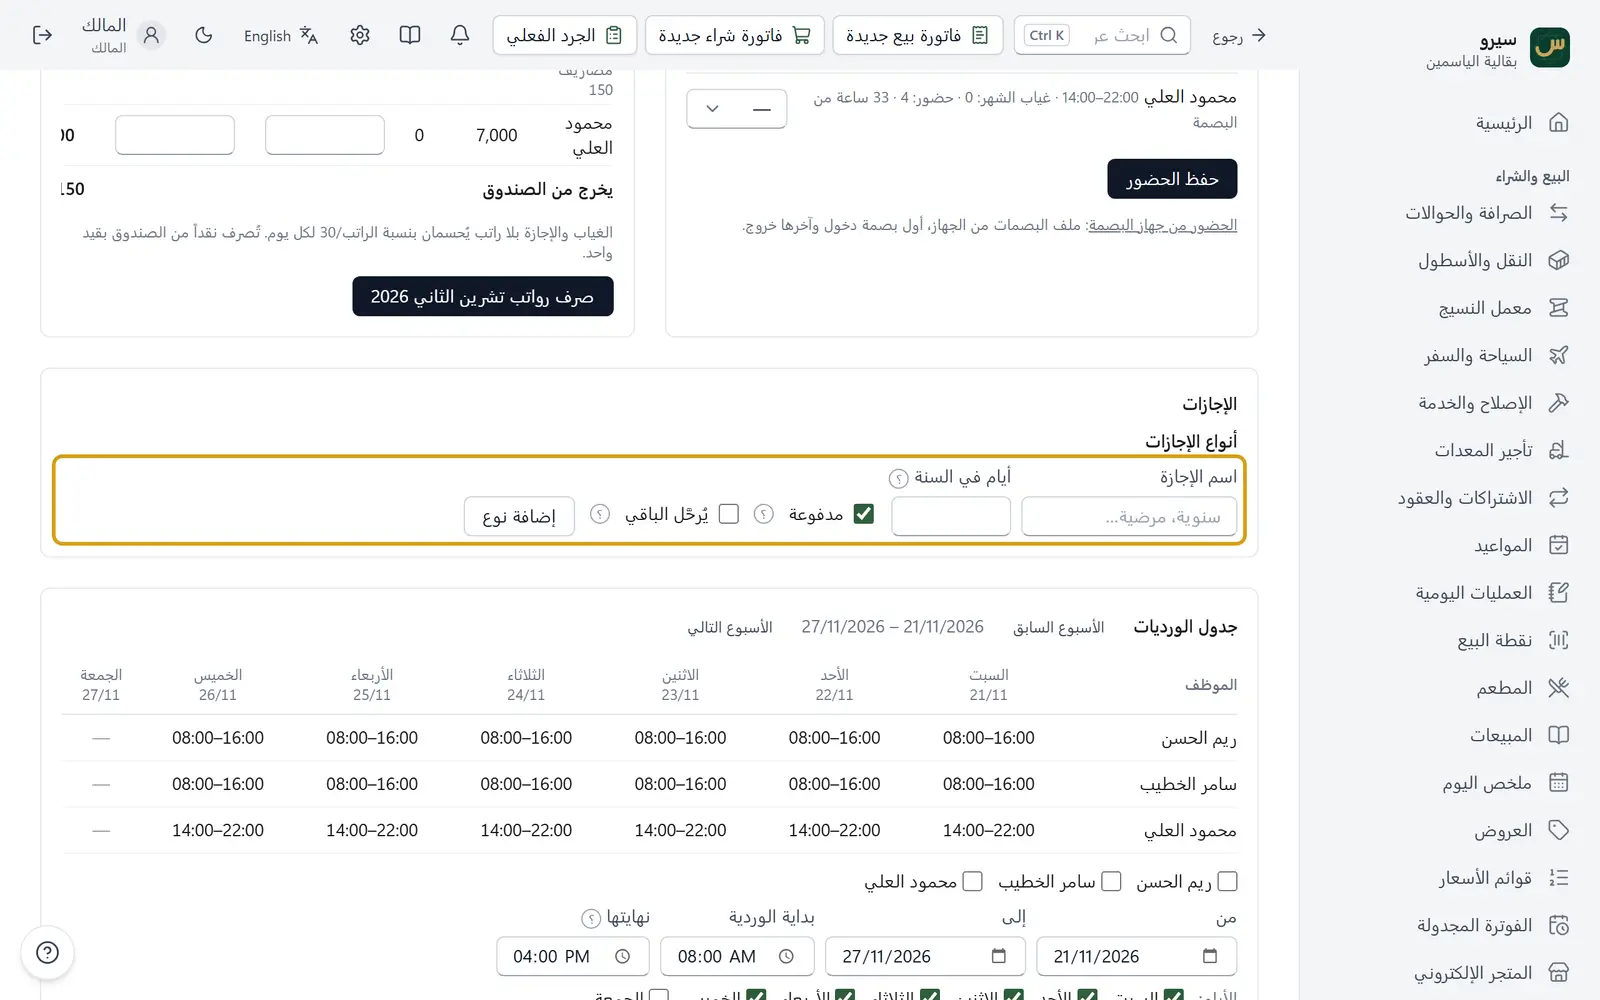 سيرو
بقالية الياسمين
رجوع
ابحث عر
Ctrl K
فاتورة بيع جديدة
فاتورة شراء جديدة
الجرد الفعلي
English
المالك
المالك
الرئيسية
البيع والشراء
الصرافة والحوالات
النقل والأسطول
معمل النسيج
السياحة والسفر
الإصلاح والخدمة
تأجير المعدات
الاشتراكات والعقود
المواعيد
العمليات اليومية
نقطة البيع
المطعم
المبيعات
ملخص اليوم
العروض
قوائم الأسعار
الفوترة المجدولة
المتجر الإلكتروني
محمود العلي 14:00–22:00 · غياب الشهر: 0 · حضور: 4 · 33 ساعة من البصمة
—
حفظ الحضور
الحضور من جهاز البصمة: ملف البصمات من الجهاز، أول بصمة دخول وآخرها خروج.
مصاريف
150
محمود العلي 7,000 0
يخرج من الصندوق
الغياب والإجازة بلا راتب يُحسمان بنسبة الراتب/30 لكل يوم. تُصرف نقداً من الصندوق بقيد
واحد.
صرف رواتب تشرين الثاني 2026
الإجازات
أنواع الإجازات
اسم الإجازة
أيام في السنة ؟
سنوية، مرضية...
مدفوعة ؟
يُرحَّل الباقي ؟
إضافة نوع
جدول الورديات الأسبوع السابق 21/11/2026 – 27/11/2026 الأسبوع التالي
الموظف السبت 21/11 الأحد 22/11 الاثنين 23/11 الثلاثاء 24/11 الأربعاء 25/11 الخميس 26/11 الجمعة 27/11
ريم الحسن 08:00–16:00 08:00–16:00 08:00–16:00 08:00–16:00 08:00–16:00 08:00–16:00 —
سامر الخطيب 08:00–16:00 08:00–16:00 08:00–16:00 08:00–16:00 08:00–16:00 08:00–16:00 —
محمود العلي 14:00–22:00 14:00–22:00 14:00–22:00 14:00–22:00 14:00–22:00 14:00–22:00 —
ريم الحسن سامر الخطيب محمود العلي
من إلى بداية الوردية نهايتها ؟
21/11/2026 27/11/2026 08:00 AM 04:00 PM
الأيام: السبت الأحد الاثنين الثلاثاء الأربعاء الخميس الجمعة